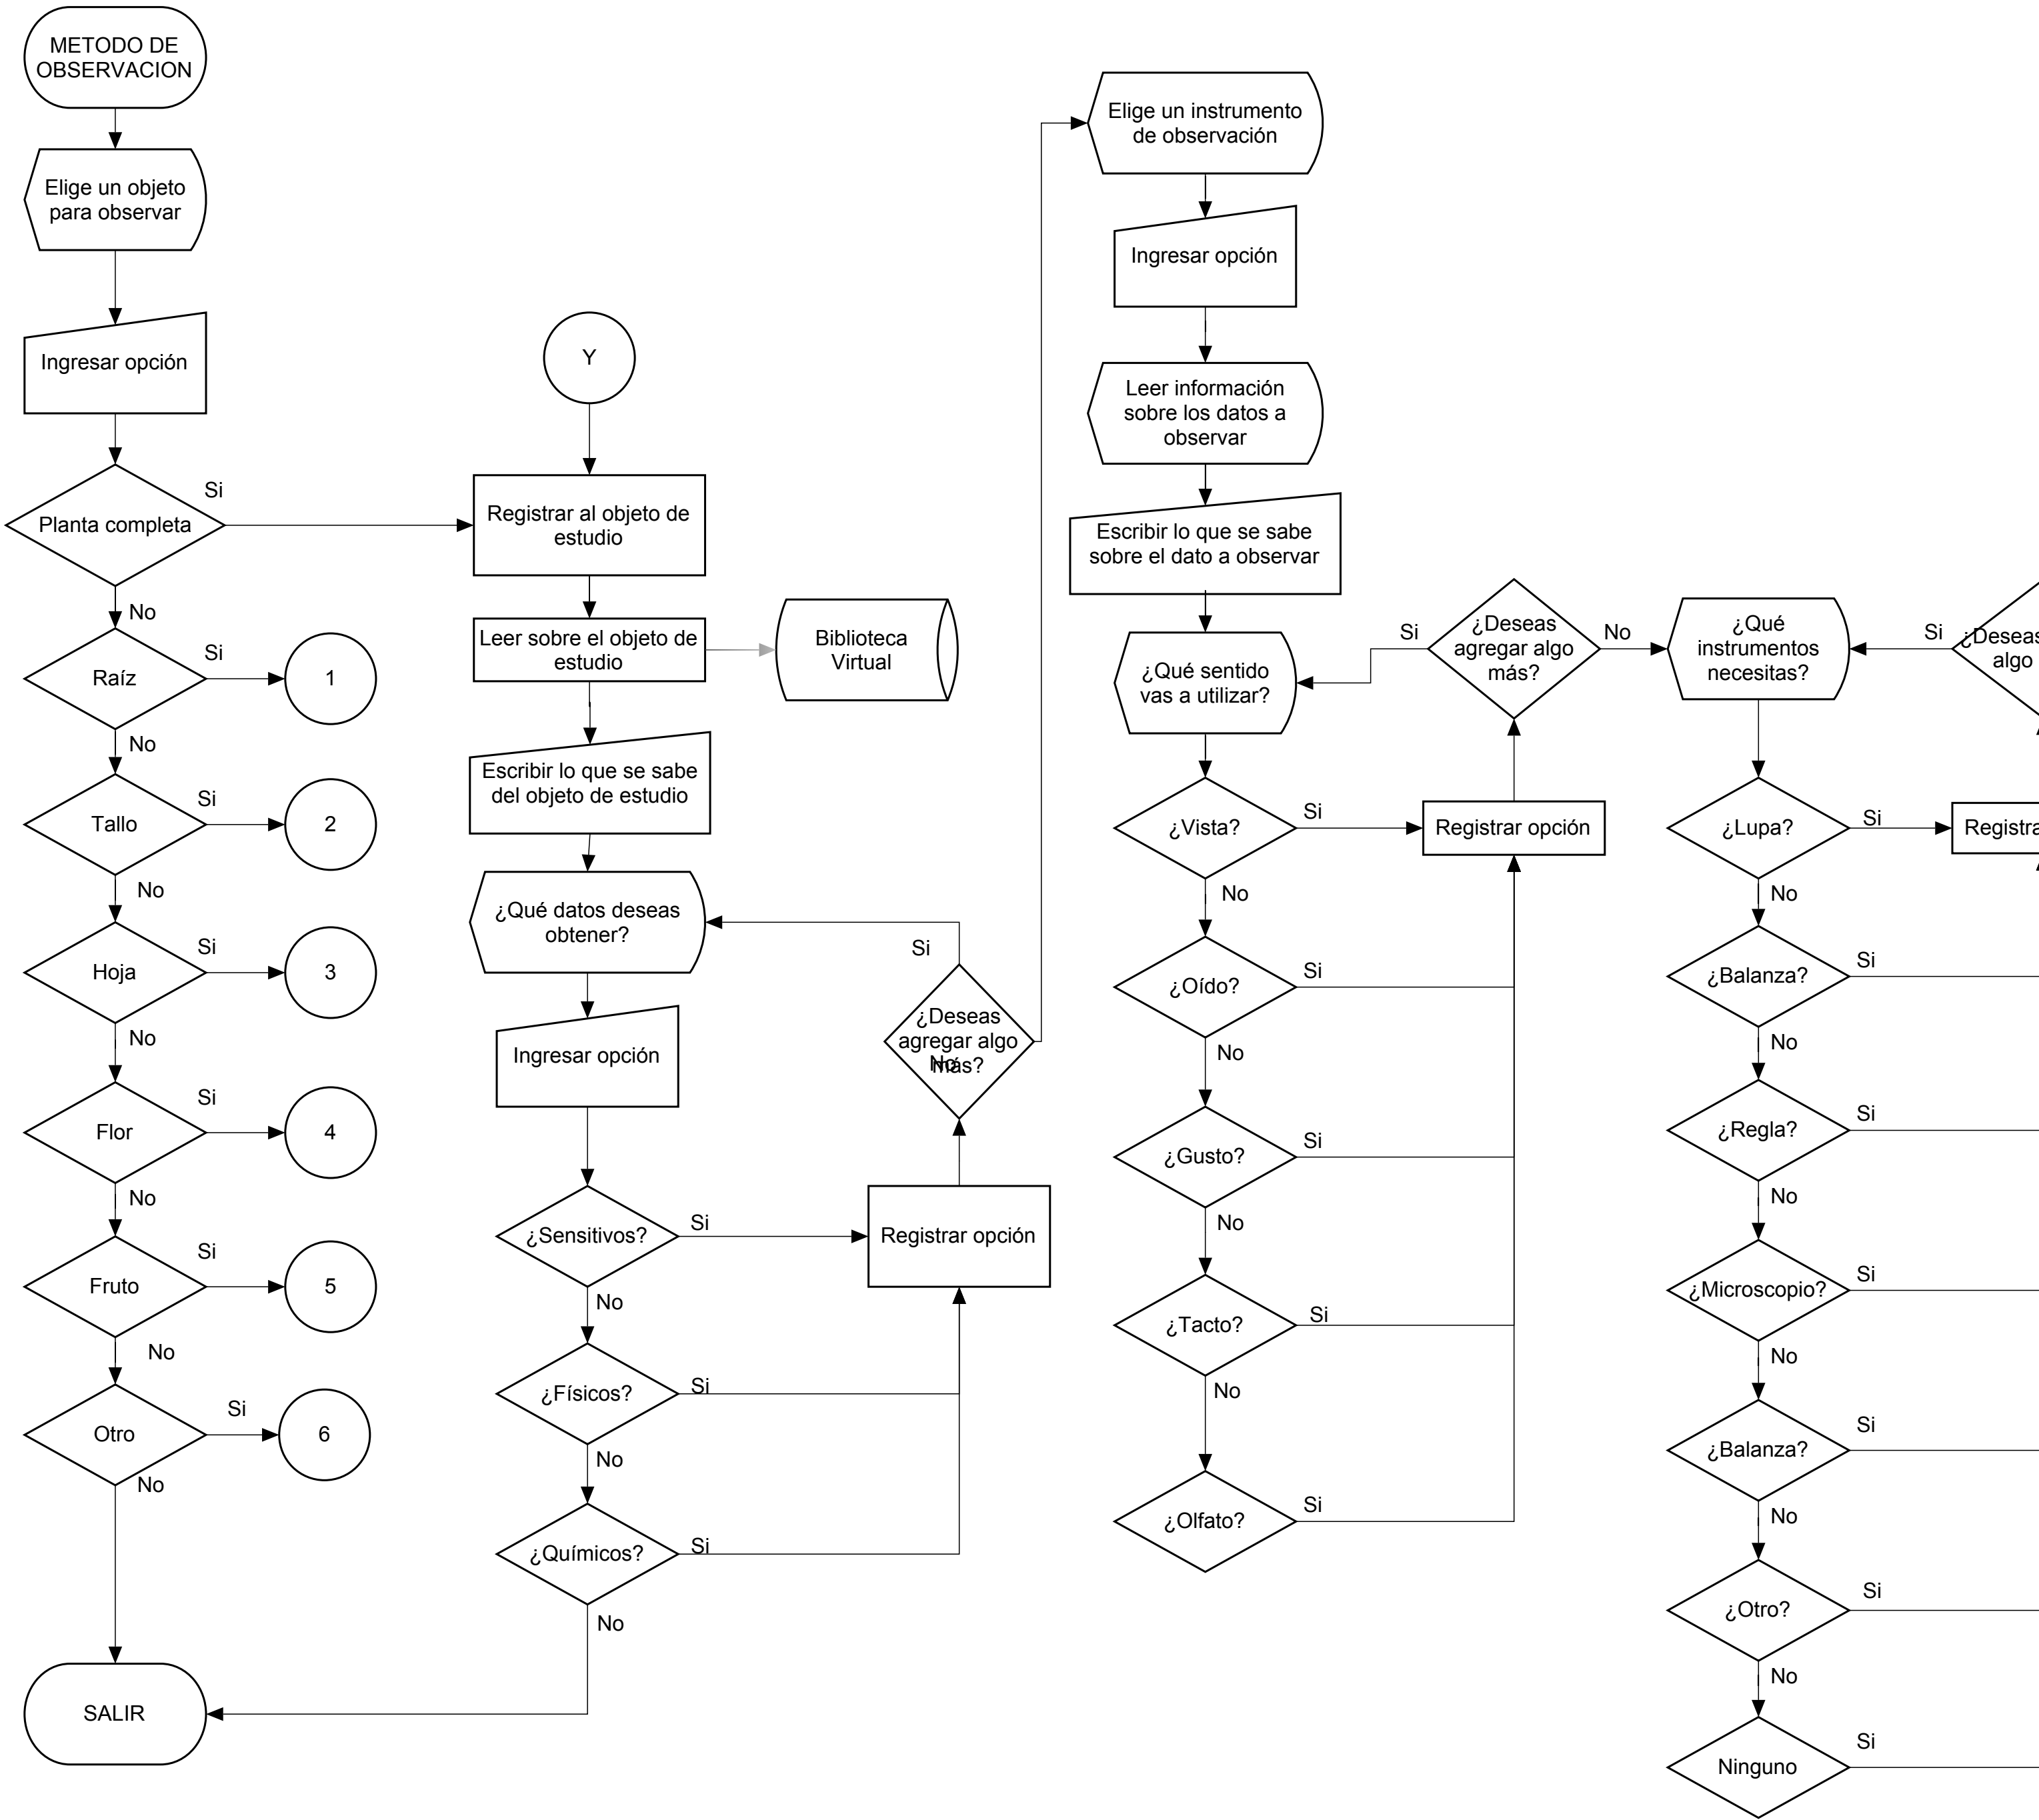 METODO DE
OBSERVACION
Elige un objeto
para observar
Ingresar opción
Planta completa
Si
No
Raíz
Si
1
No
Tallo
Si
2
No
Hoja
Si
3
No
Flor
Si
4
No
Fruto
Si
5
No
Otro
Si
6
No
SALIR
Y
Registrar al objeto de
estudio
Leer sobre el objeto de
estudio
Biblioteca
Virtual
Escribir lo que se sabe
del objeto de estudio
¿Qué datos deseas
obtener?
Si
Ingresar opción
¿Deseas
agregar algo
más?
No
¿Sensitivos?
Si
Registrar opción
No
¿Físicos?
Si
No
¿Químicos?
Si
No
Elige un instrumento
de observación
Ingresar opción
Leer información
sobre los datos a
observar
Escribir lo que se sabe
sobre el dato a observar
¿Qué sentido
vas a utilizar?
Si
¿Deseas
agregar algo
más?
No
¿Vista?
Si
Registrar opción
No
¿Oído?
Si
No
¿Gusto?
Si
No
¿Tacto?
Si
No
¿Olfato?
Si
¿Qué
instrumentos
necesitas?
Si
¿Deseas
algo
¿Lupa?
Si
Registra
No
¿Balanza?
Si
No
¿Regla?
Si
No
¿Microscopio?
Si
No
¿Balanza?
Si
No
¿Otro?
Si
No
Ninguno
Si